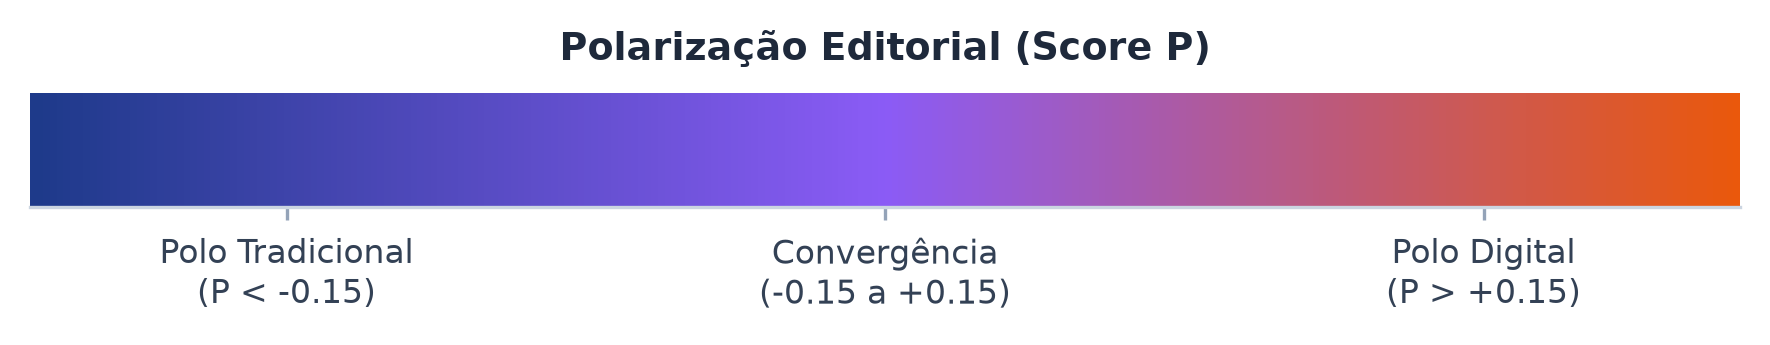 Polarização Editorial (Score P)
Polo Tradicional
(P < -0.15)
Convergência
(-0.15 a +0.15)
Polo Digital
(P > +0.15)